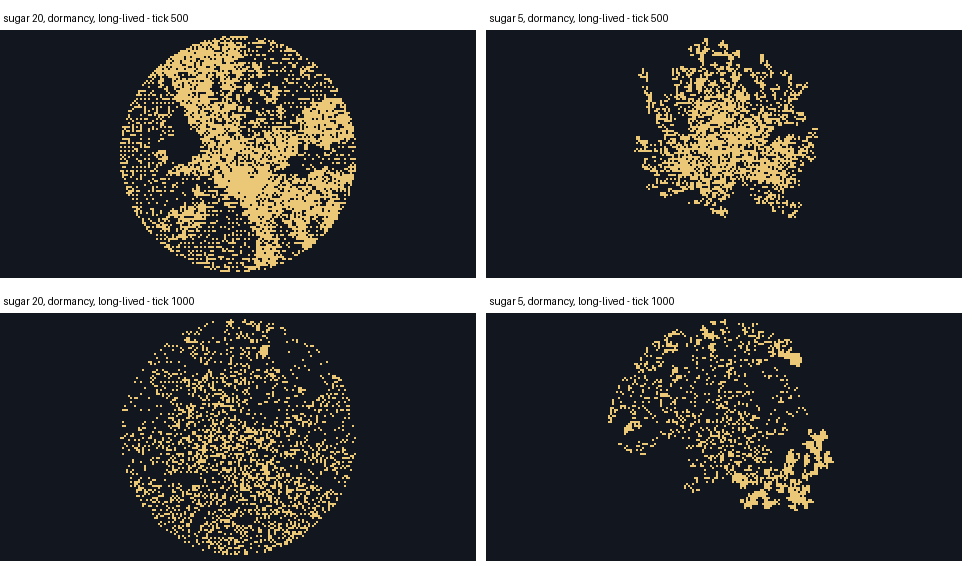 sugar 20, dormancy, long-lived - tick 500
sugar 5, dormancy, long-lived - tick 500
sugar 20, dormancy, long-lived - tick 1000
sugar 5, dormancy, long-lived - tick 1000